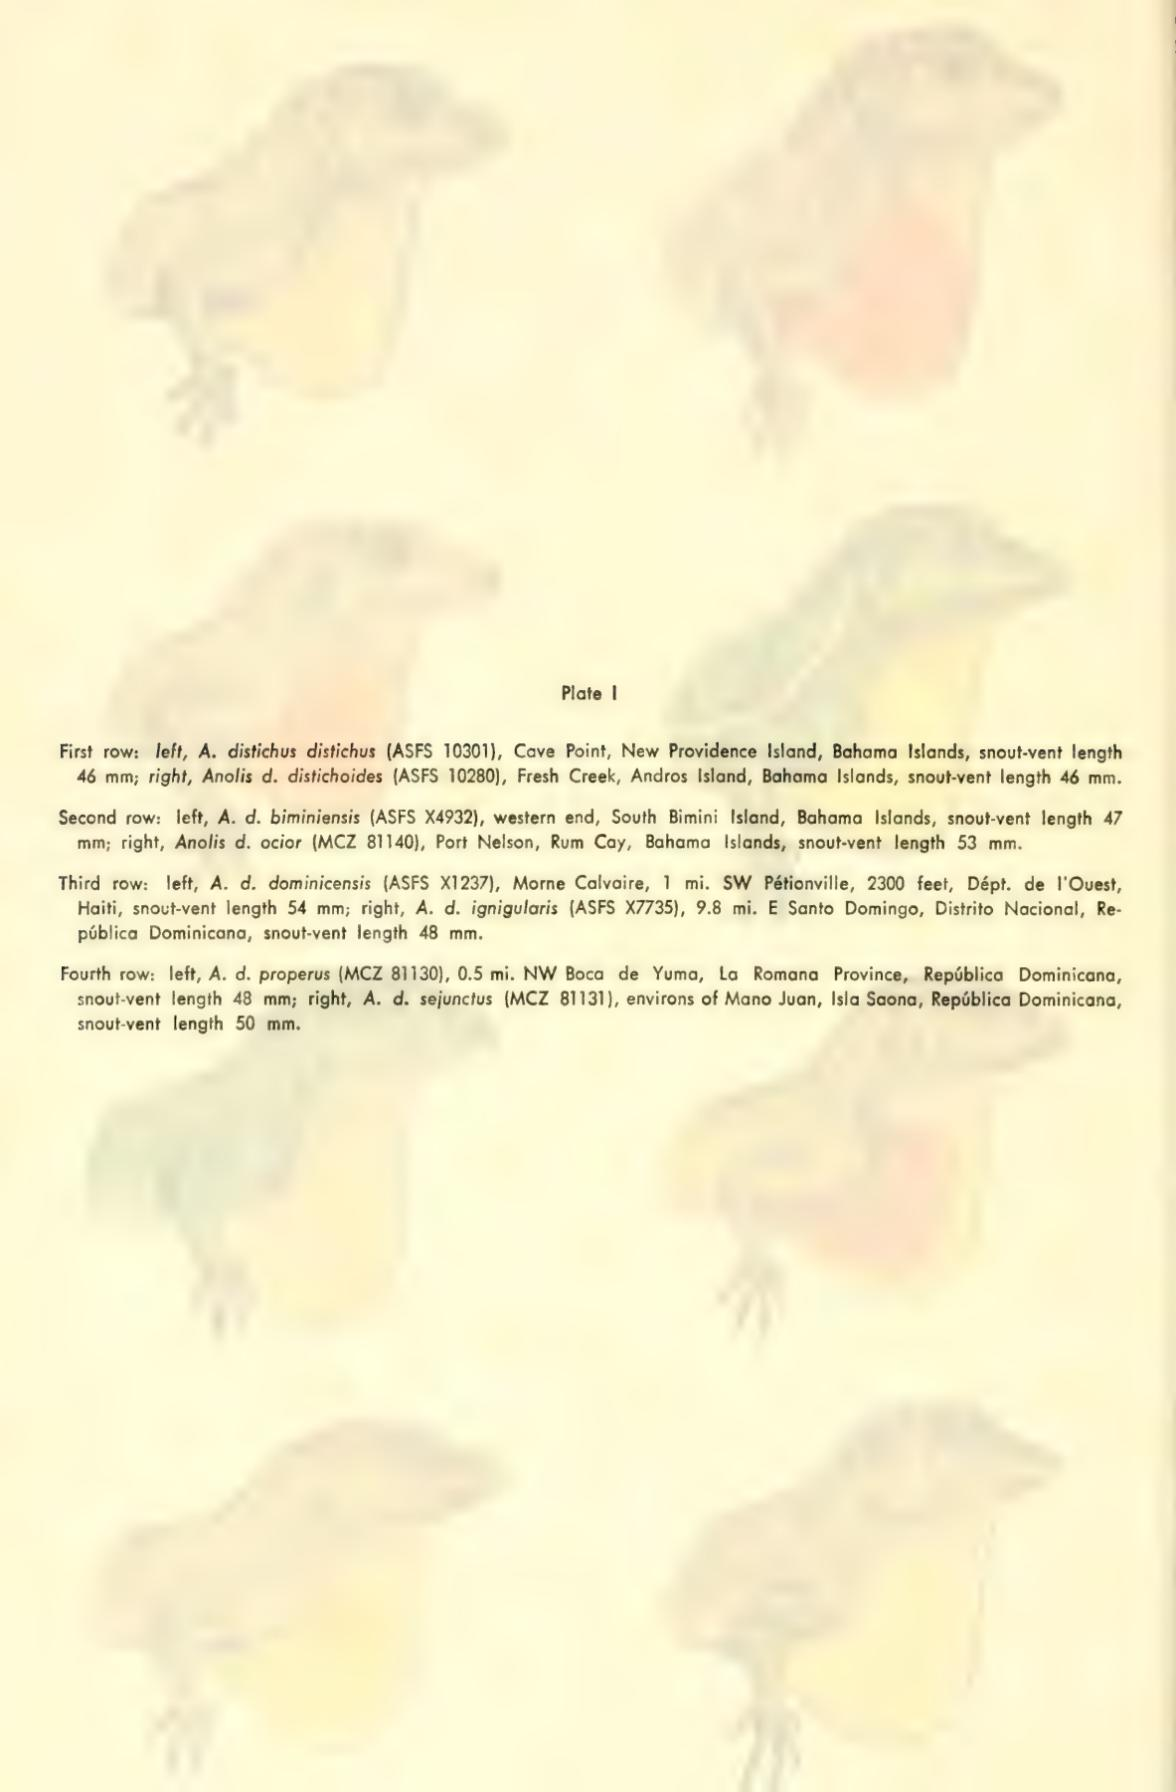 Plate I
First row: left, A. distichus distichus (ASFS 10301), Cave Point, New Providence Island, Bahama Islands, snout-vent length
46 mm; right, Anolis d. distichoides (ASFS 10280), Fresh Creek, Andros Island, Bahama Islands, snout-vent length 46 mm.
Second row: left, A. d. biminiensis (ASFS X4932), western end, South Bimini Island, Bahama Islands, snout-vent length 47
mm; right, Anolis d. ocior (MCZ 81140), Port Nelson, Rum Cay, Bahama Islands, snout-vent length 53 mm.
Third row: left, A. d. dominicensis (ASFS X1237), Morne Calvaire, 1 mi. SW Pétionville, 2300 feet, Dépt. de l'Ouest,
Haiti, snout-vent length 54 mm; right, A. d. ignigularis (ASFS X7735), 9.8 mi. E Santo Domingo, Distrito Nacional, Re-
pública Dominicana, snout-vent length 48 mm.
Fourth row: left, A. d. properus (MCZ 81130), 0.5 mi. NW Boca de Yuma, La Romana Province, República Dominicana,
snout-vent length 48 mm; right, A. d. sejunctus (MCZ 81131), environs of Mano Juan, Isla Saona, República Dominicana,
snout-vent length 50 mm.